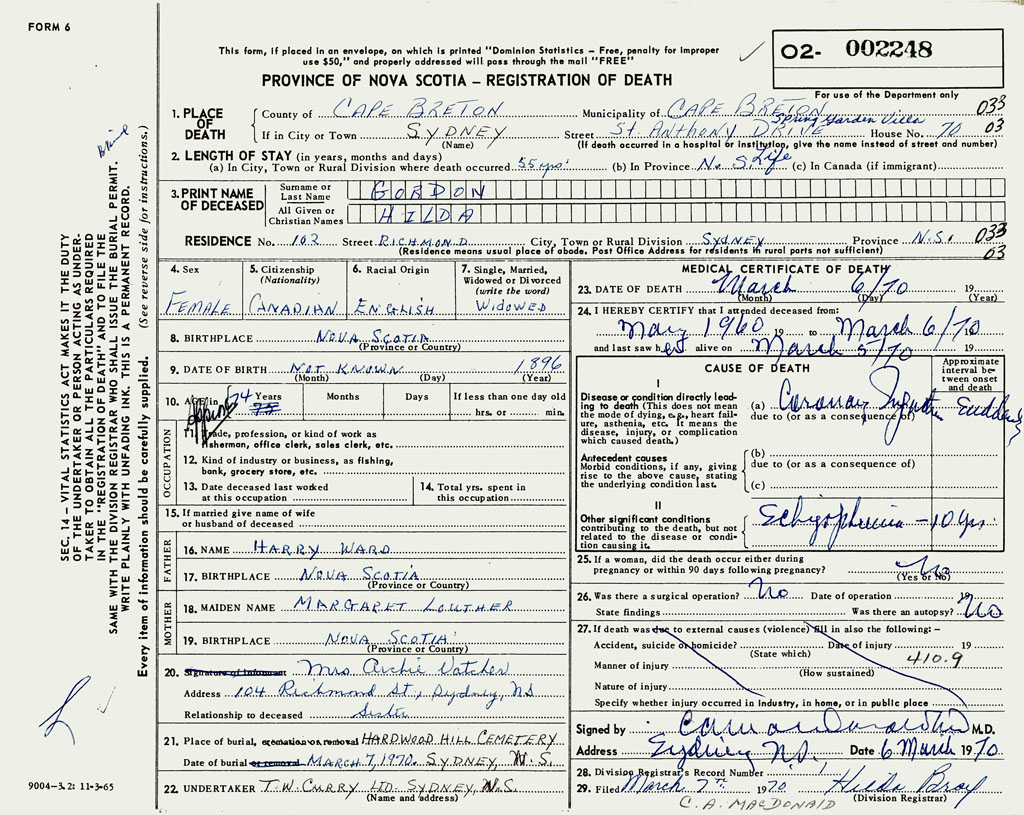 FORM 6
This form, if placed in an envelope, on which is printed "Dominion Statistics – Free, penalty for improper
use $50," and properly addressed will pass through the mail "FREE"
PROVINCE OF NOVA SCOTIA – REGISTRATION OF DEATH
02- 002248
For use of the Department only
1. PLACE OF DEATH County of CAPE BRETON Municipality of CAPE BRETON 033
Spring Garden Villa
If in City or Town SYDNEY Street ST. ANTHONY DRIVE House No. 70 03
(Name) (If death occurred in a hospital or institution, give the name instead of street and number)
2. LENGTH OF STAY (in years, months and days)
(a) In City, Town or Rural Division where death occurred 55 yrs. (b) In Province N.S. Life (c) In Canada (if immigrant)
3. PRINT NAME OF DECEASED
Surname or Last Name GORDON
All Given or Christian Names HILDA
RESIDENCE No. 102 Street RICHMOND City, Town or Rural Division SYDNEY Province N.S. 033
(Residence means usual place of abode. Post Office Address for residents in rural parts not sufficient) 03
4. Sex FEMALE
5. Citizenship (Nationality) CANADIAN
6. Racial Origin ENGLISH
7. Single, Married, Widowed or Divorced (write the word) WIDOWED
8. BIRTHPLACE NOVA SCOTIA
(Province or Country)
9. DATE OF BIRTH NOT KNOWN 1896
(Month) (Day) (Year)
10. AGE in Years 74 Months Days If less than one day old
hrs. or min.
OCCUPATION
11. Trade, profession, or kind of work as
fisherman, office clerk, sales clerk, etc.
12. Kind of industry or business, as fishing,
bank, grocery store, etc.
13. Date deceased last worked at this occupation
14. Total yrs. spent in this occupation
15. If married give name of wife
or husband of deceased
FATHER
16. NAME HARRY WARD
17. BIRTHPLACE NOVA SCOTIA
(Province or Country)
MOTHER
18. MAIDEN NAME MARGARET LOUTHER
19. BIRTHPLACE NOVA SCOTIA
(Province or Country)
20. Signature of informant Mrs Archie Vatcher
Address 104 Richmond St., Sydney, NS
Relationship to deceased Sister
21. Place of burial, cremation or removal HARDWOOD HILL CEMETERY
Date of burial or removal MARCH 7, 1970. SYDNEY, N.S.
22. UNDERTAKER T.W. CURRY LTD. SYDNEY, N.S.
(Name and address)
MEDICAL CERTIFICATE OF DEATH
23. DATE OF DEATH March 6/70 19
(Month) (Day) (Year)
24. I HEREBY CERTIFY that I attended deceased from:
May 1960 19 to March 6/70 19
and last saw her alive on March 5/70 19
CAUSE OF DEATH
Approximate interval between onset and death
I
Disease or condition directly leading to death (This does not mean
the mode of dying, e.g., heart failure, asthenia, etc. It means the
disease, injury, or complication
which caused death.)
(a) Coronary Suddenly
due to (or as a consequence of)
Antecedent causes
Morbid conditions, if any, giving
rise to the above cause, stating
the underlying condition last.
(b)
due to (or as a consequence of)
(c)
II
Other significant conditions
contributing to the death, but not
related to the disease or condition causing it.
Schizophrenia – 10 yrs.
25. If a woman, did the death occur either during
pregnancy or within 90 days following pregnancy? No
(Yes or No)
26. Was there a surgical operation? No Date of operation 19
State findings Was there an autopsy? No
27. If death was due to external causes (violence) fill in also the following: –
Accident, suicide or homicide? Date of injury 19
(State which) 410.9
Manner of injury
(How sustained)
Nature of injury
Specify whether injury occurred in industry, in home, or in public place
Signed by M.D.
Address Sydney N.S. Date 6 March 1970
28. Division Registrar's Record Number
29. Filed March 7th 1970 Hilda Bray
(Division Registrar)
C. A. MACDONALD
Blind
SEC. 14 – VITAL STATISTICS ACT MAKES IT THE DUTY
OF THE UNDERTAKER OR PERSON ACTING AS UNDER-
TAKER TO OBTAIN ALL THE PARTICULARS REQUIRED
IN THE "REGISTRATION OF DEATH" AND TO FILE THE
SAME WITH THE DIVISION REGISTRAR WHO SHALL ISSUE THE BURIAL PERMIT.
WRITE PLAINLY WITH UNFADING INK. THIS IS A PERMANENT RECORD.
Every item of information should be carefully supplied. (See reverse side for instructions.)
9004–3.2: 11-3-65